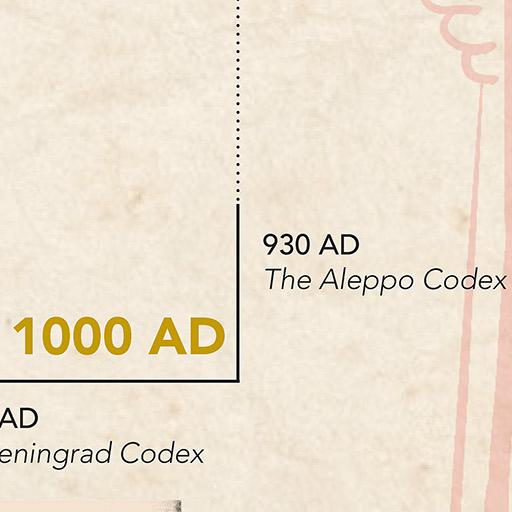 930 AD
The Aleppo Codex
1000 AD
AD
eningrad Codex